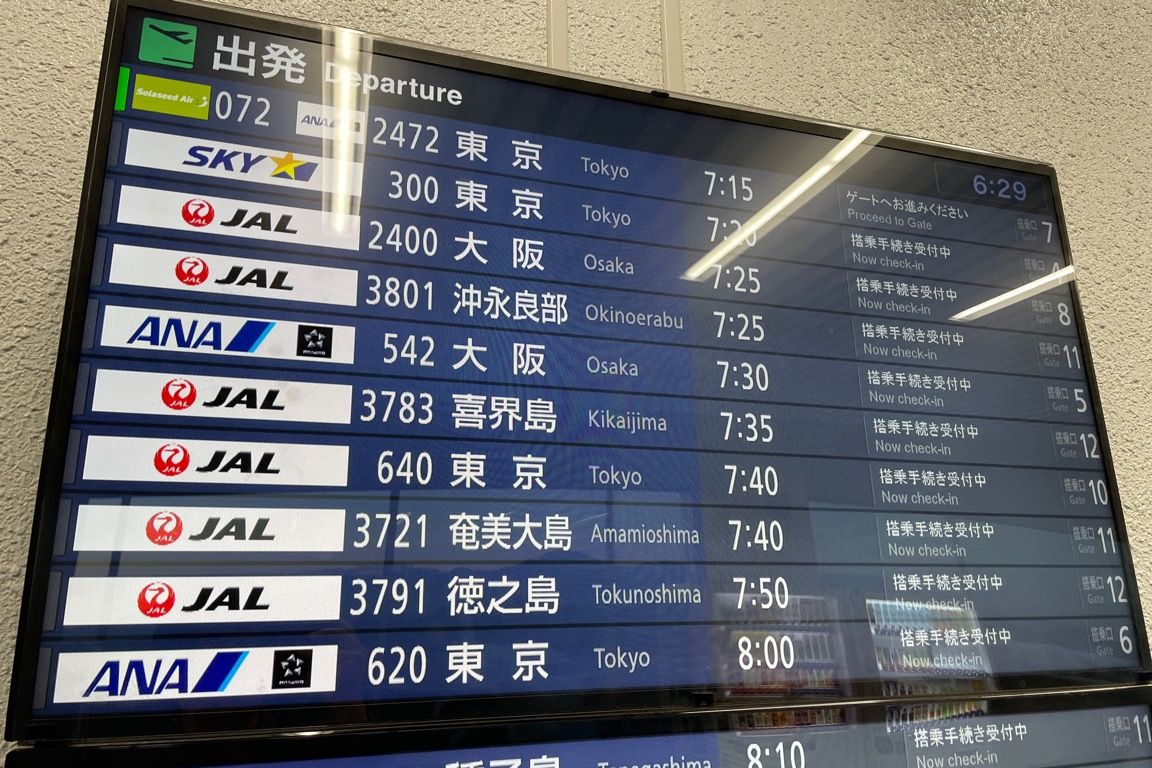 出発 Departure
6:29
Solaseed Air 072 ANA 2472 東京 Tokyo 7:15 ゲートへお進みください Proceed to Gate 搭乗口 Gate 7
SKY 300 東京 Tokyo 7:20 搭乗手続き受付中 Now check-in 搭乗口
JAL 2400 大阪 Osaka 7:25 搭乗手続き受付中 Now check-in 搭乗口 Gate 8
JAL 3801 沖永良部 Okinoerabu 7:25 搭乗手続き受付中 Now check-in 搭乗口 Gate 11
ANA 542 大阪 Osaka 7:30 搭乗手続き受付中 Now check-in 搭乗口 Gate 5
JAL 3783 喜界島 Kikaijima 7:35 搭乗手続き受付中 Now check-in 搭乗口 Gate 12
JAL 640 東京 Tokyo 7:40 搭乗手続き受付中 Now check-in 搭乗口 Gate 10
JAL 3721 奄美大島 Amamioshima 7:40 搭乗手続き受付中 Now check-in 搭乗口 Gate 11
JAL 3791 徳之島 Tokunoshima 7:50 搭乗手続き受付中 Now check-in 搭乗口 Gate 12
ANA 620 東京 Tokyo 8:00 搭乗手続き受付中 Now check-in 搭乗口 Gate 6
種子島 Tanegashima 8:10 搭乗手続き受付中 Now check-in 搭乗口 Gate 11